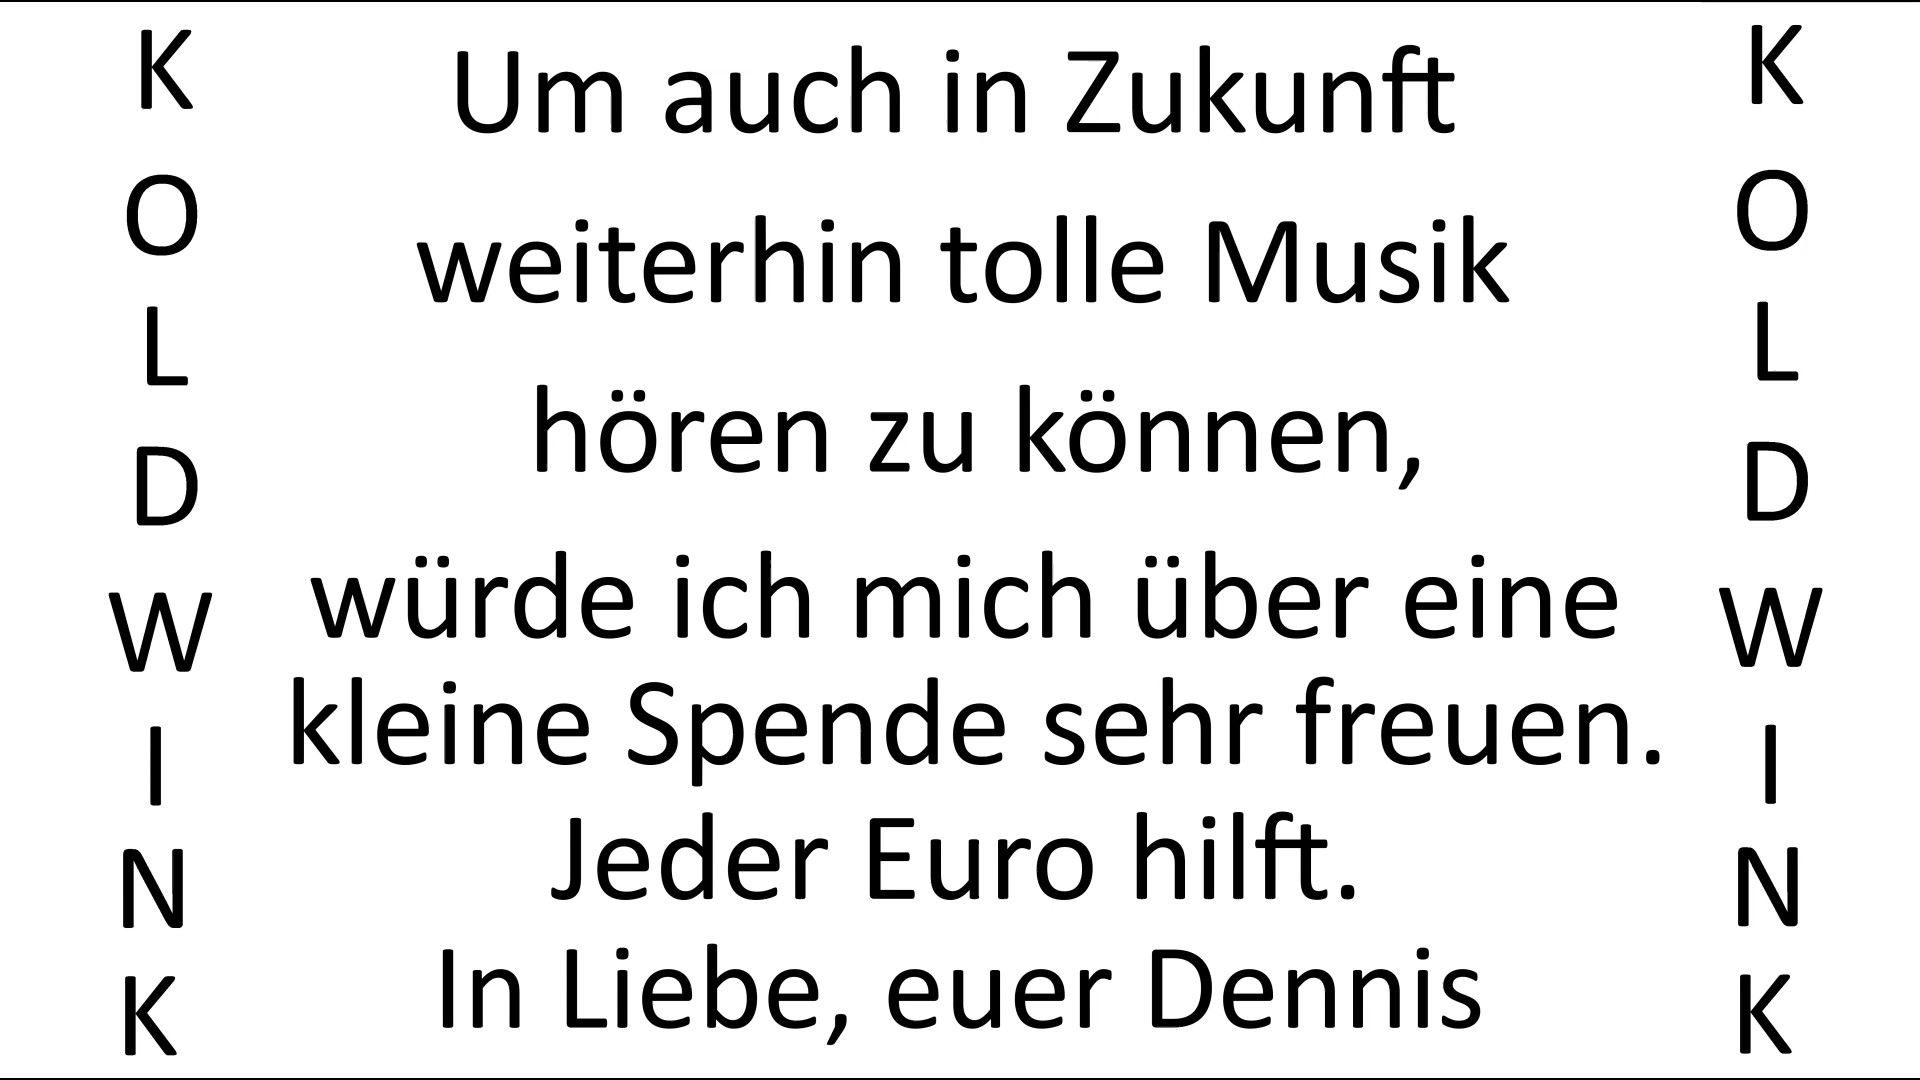 K
O
L
D
W
I
N
K
Um auch in Zukunft
weiterhin tolle Musik
hören zu können,
würde ich mich über eine
kleine Spende sehr freuen.
Jeder Euro hilft.
In Liebe, euer Dennis
K
O
L
D
W
I
N
K